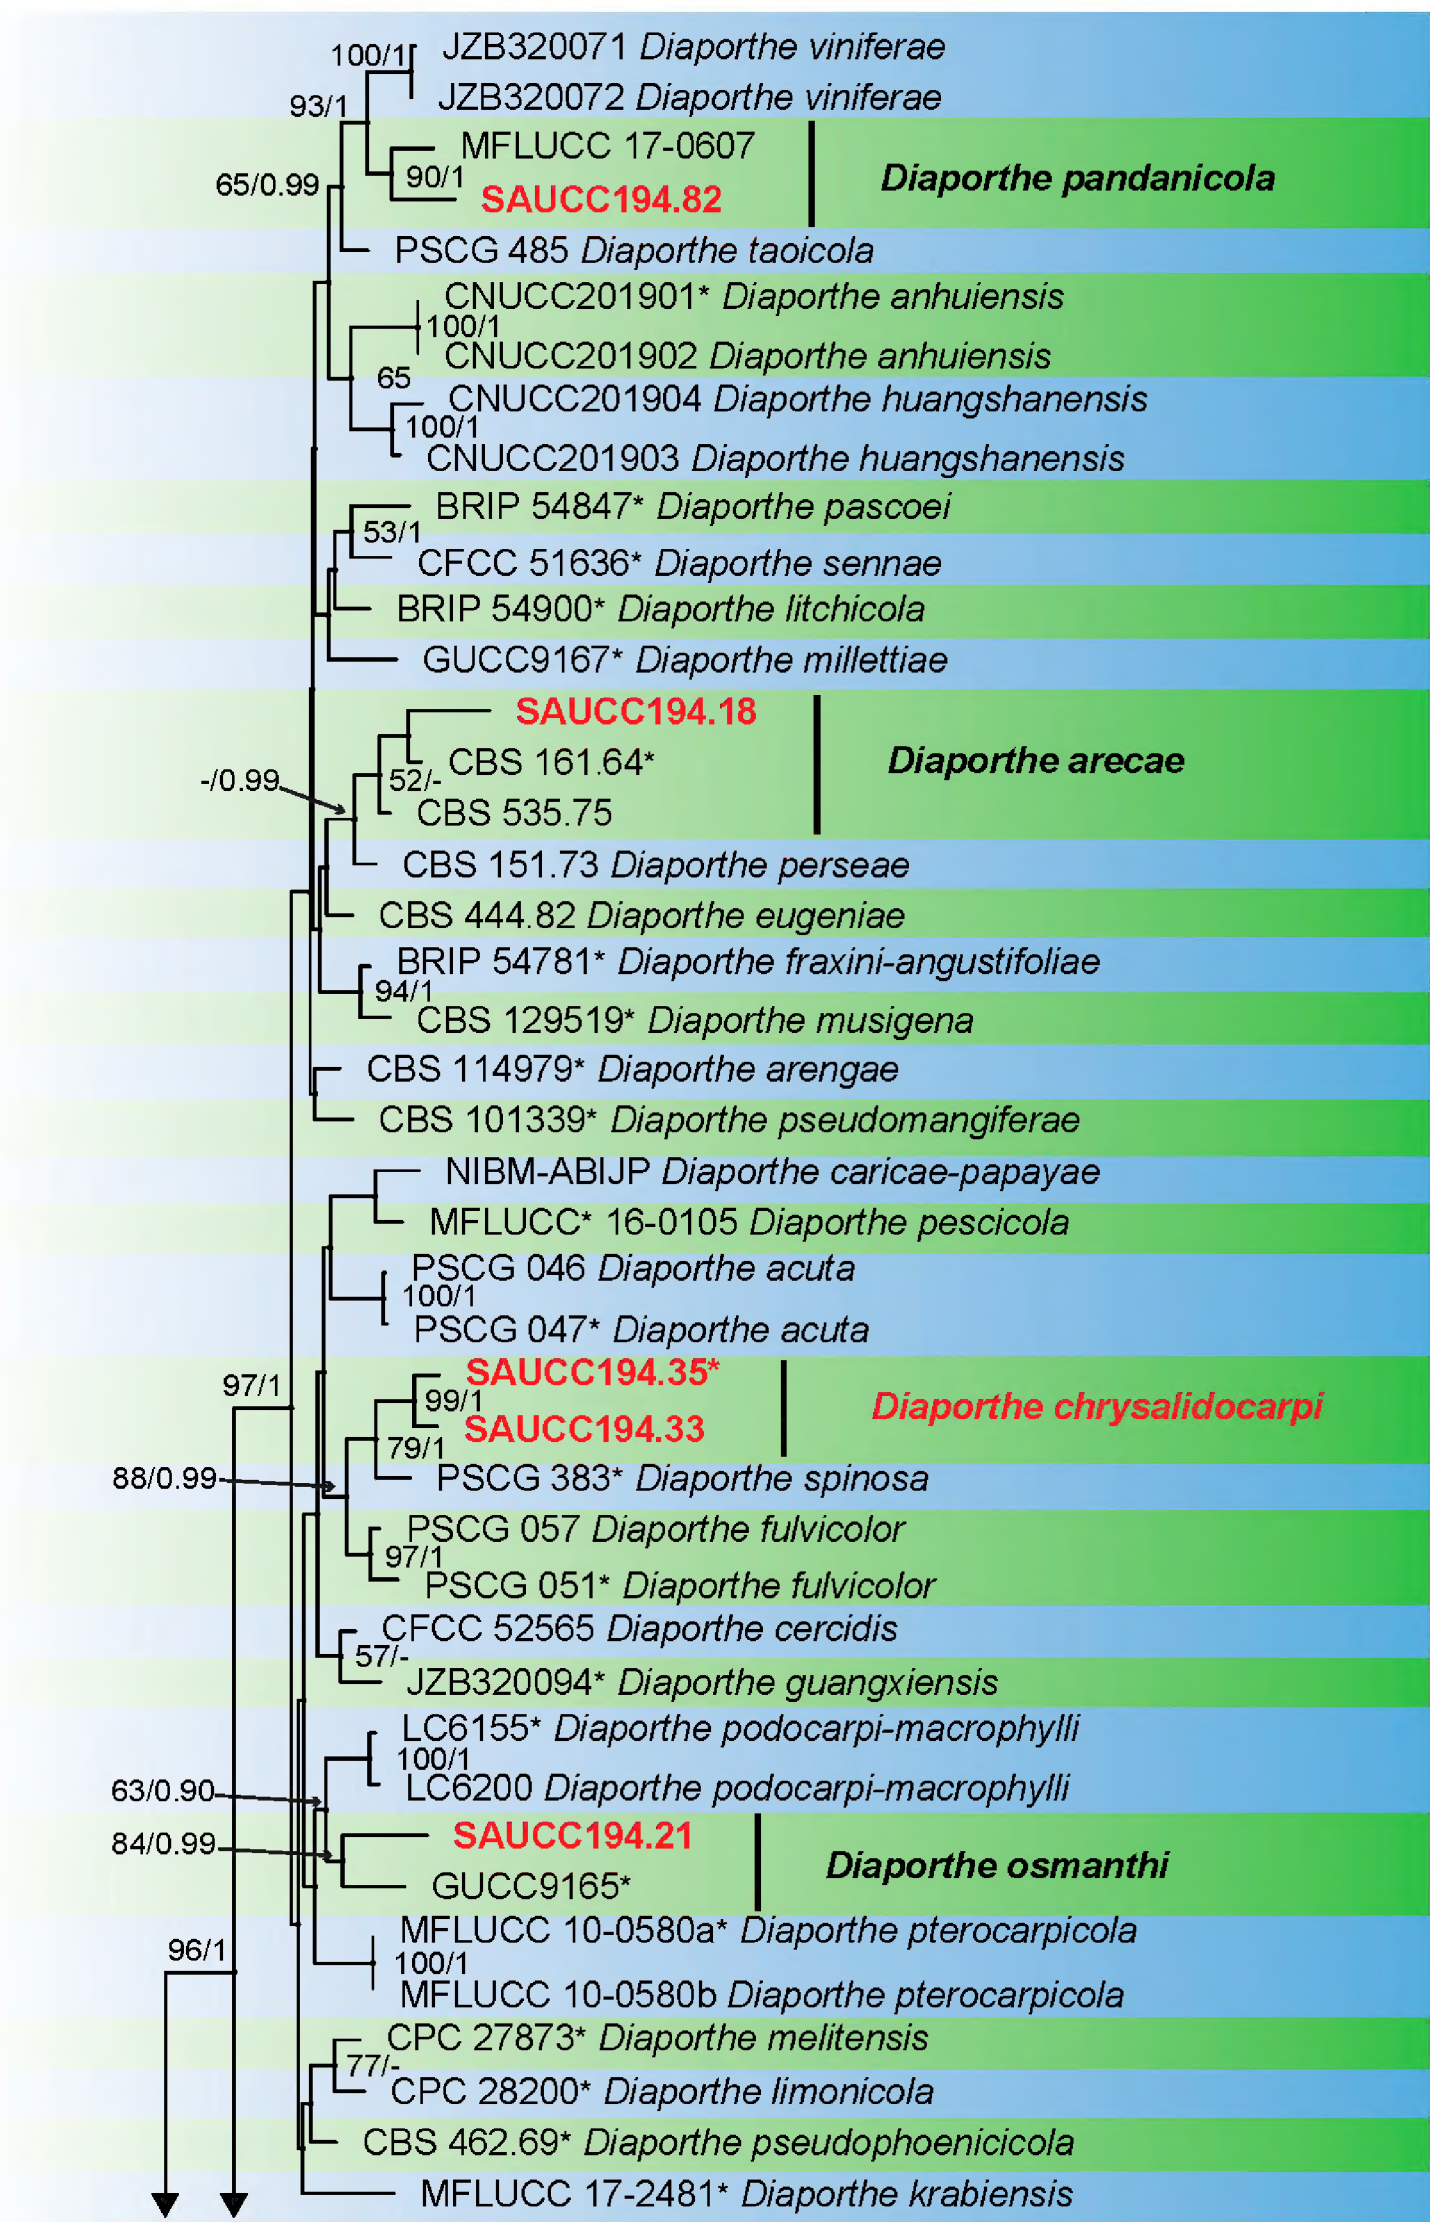 100/1 JZB320071 Diaporthe viniferae
JZB320072 Diaporthe viniferae
93/1
MFLUCC 17-0607
90/1
SAUCC194.82
Diaporthe pandanicola
65/0.99
PSCG 485 Diaporthe taoicola
CNUCC201901* Diaporthe anhuiensis
100/1
CNUCC201902 Diaporthe anhuiensis
65
CNUCC201904 Diaporthe huangshanensis
100/1
CNUCC201903 Diaporthe huangshanensis
BRIP 54847* Diaporthe pascoei
53/1
CFCC 51636* Diaporthe sennae
BRIP 54900* Diaporthe litchicola
GUCC9167* Diaporthe millettiae
SAUCC194.18
CBS 161.64*
Diaporthe arecae
-/0.99
52/-
CBS 535.75
CBS 151.73 Diaporthe perseae
CBS 444.82 Diaporthe eugeniae
BRIP 54781* Diaporthe fraxini-angustifoliae
94/1
CBS 129519* Diaporthe musigena
CBS 114979* Diaporthe arengae
CBS 101339* Diaporthe pseudomangiferae
NIBM-ABIJP Diaporthe caricae-papayae
MFLUCC* 16-0105 Diaporthe pescicola
PSCG 046 Diaporthe acuta
100/1
PSCG 047* Diaporthe acuta
SAUCC194.35*
97/1
99/1
Diaporthe chrysalidocarpi
SAUCC194.33
79/1
88/0.99
PSCG 383* Diaporthe spinosa
PSCG 057 Diaporthe fulvicolor
97/1
PSCG 051* Diaporthe fulvicolor
CFCC 52565 Diaporthe cercidis
57/-
JZB320094* Diaporthe guangxiensis
LC6155* Diaporthe podocarpi-macrophylli
100/1
LC6200 Diaporthe podocarpi-macrophylli
63/0.90
SAUCC194.21
84/0.99
Diaporthe osmanthi
GUCC9165*
MFLUCC 10-0580a* Diaporthe pterocarpicola
96/1
100/1
MFLUCC 10-0580b Diaporthe pterocarpicola
CPC 27873* Diaporthe melitensis
77/-
CPC 28200* Diaporthe limonicola
CBS 462.69* Diaporthe pseudophoenicicola
MFLUCC 17-2481* Diaporthe krabiensis